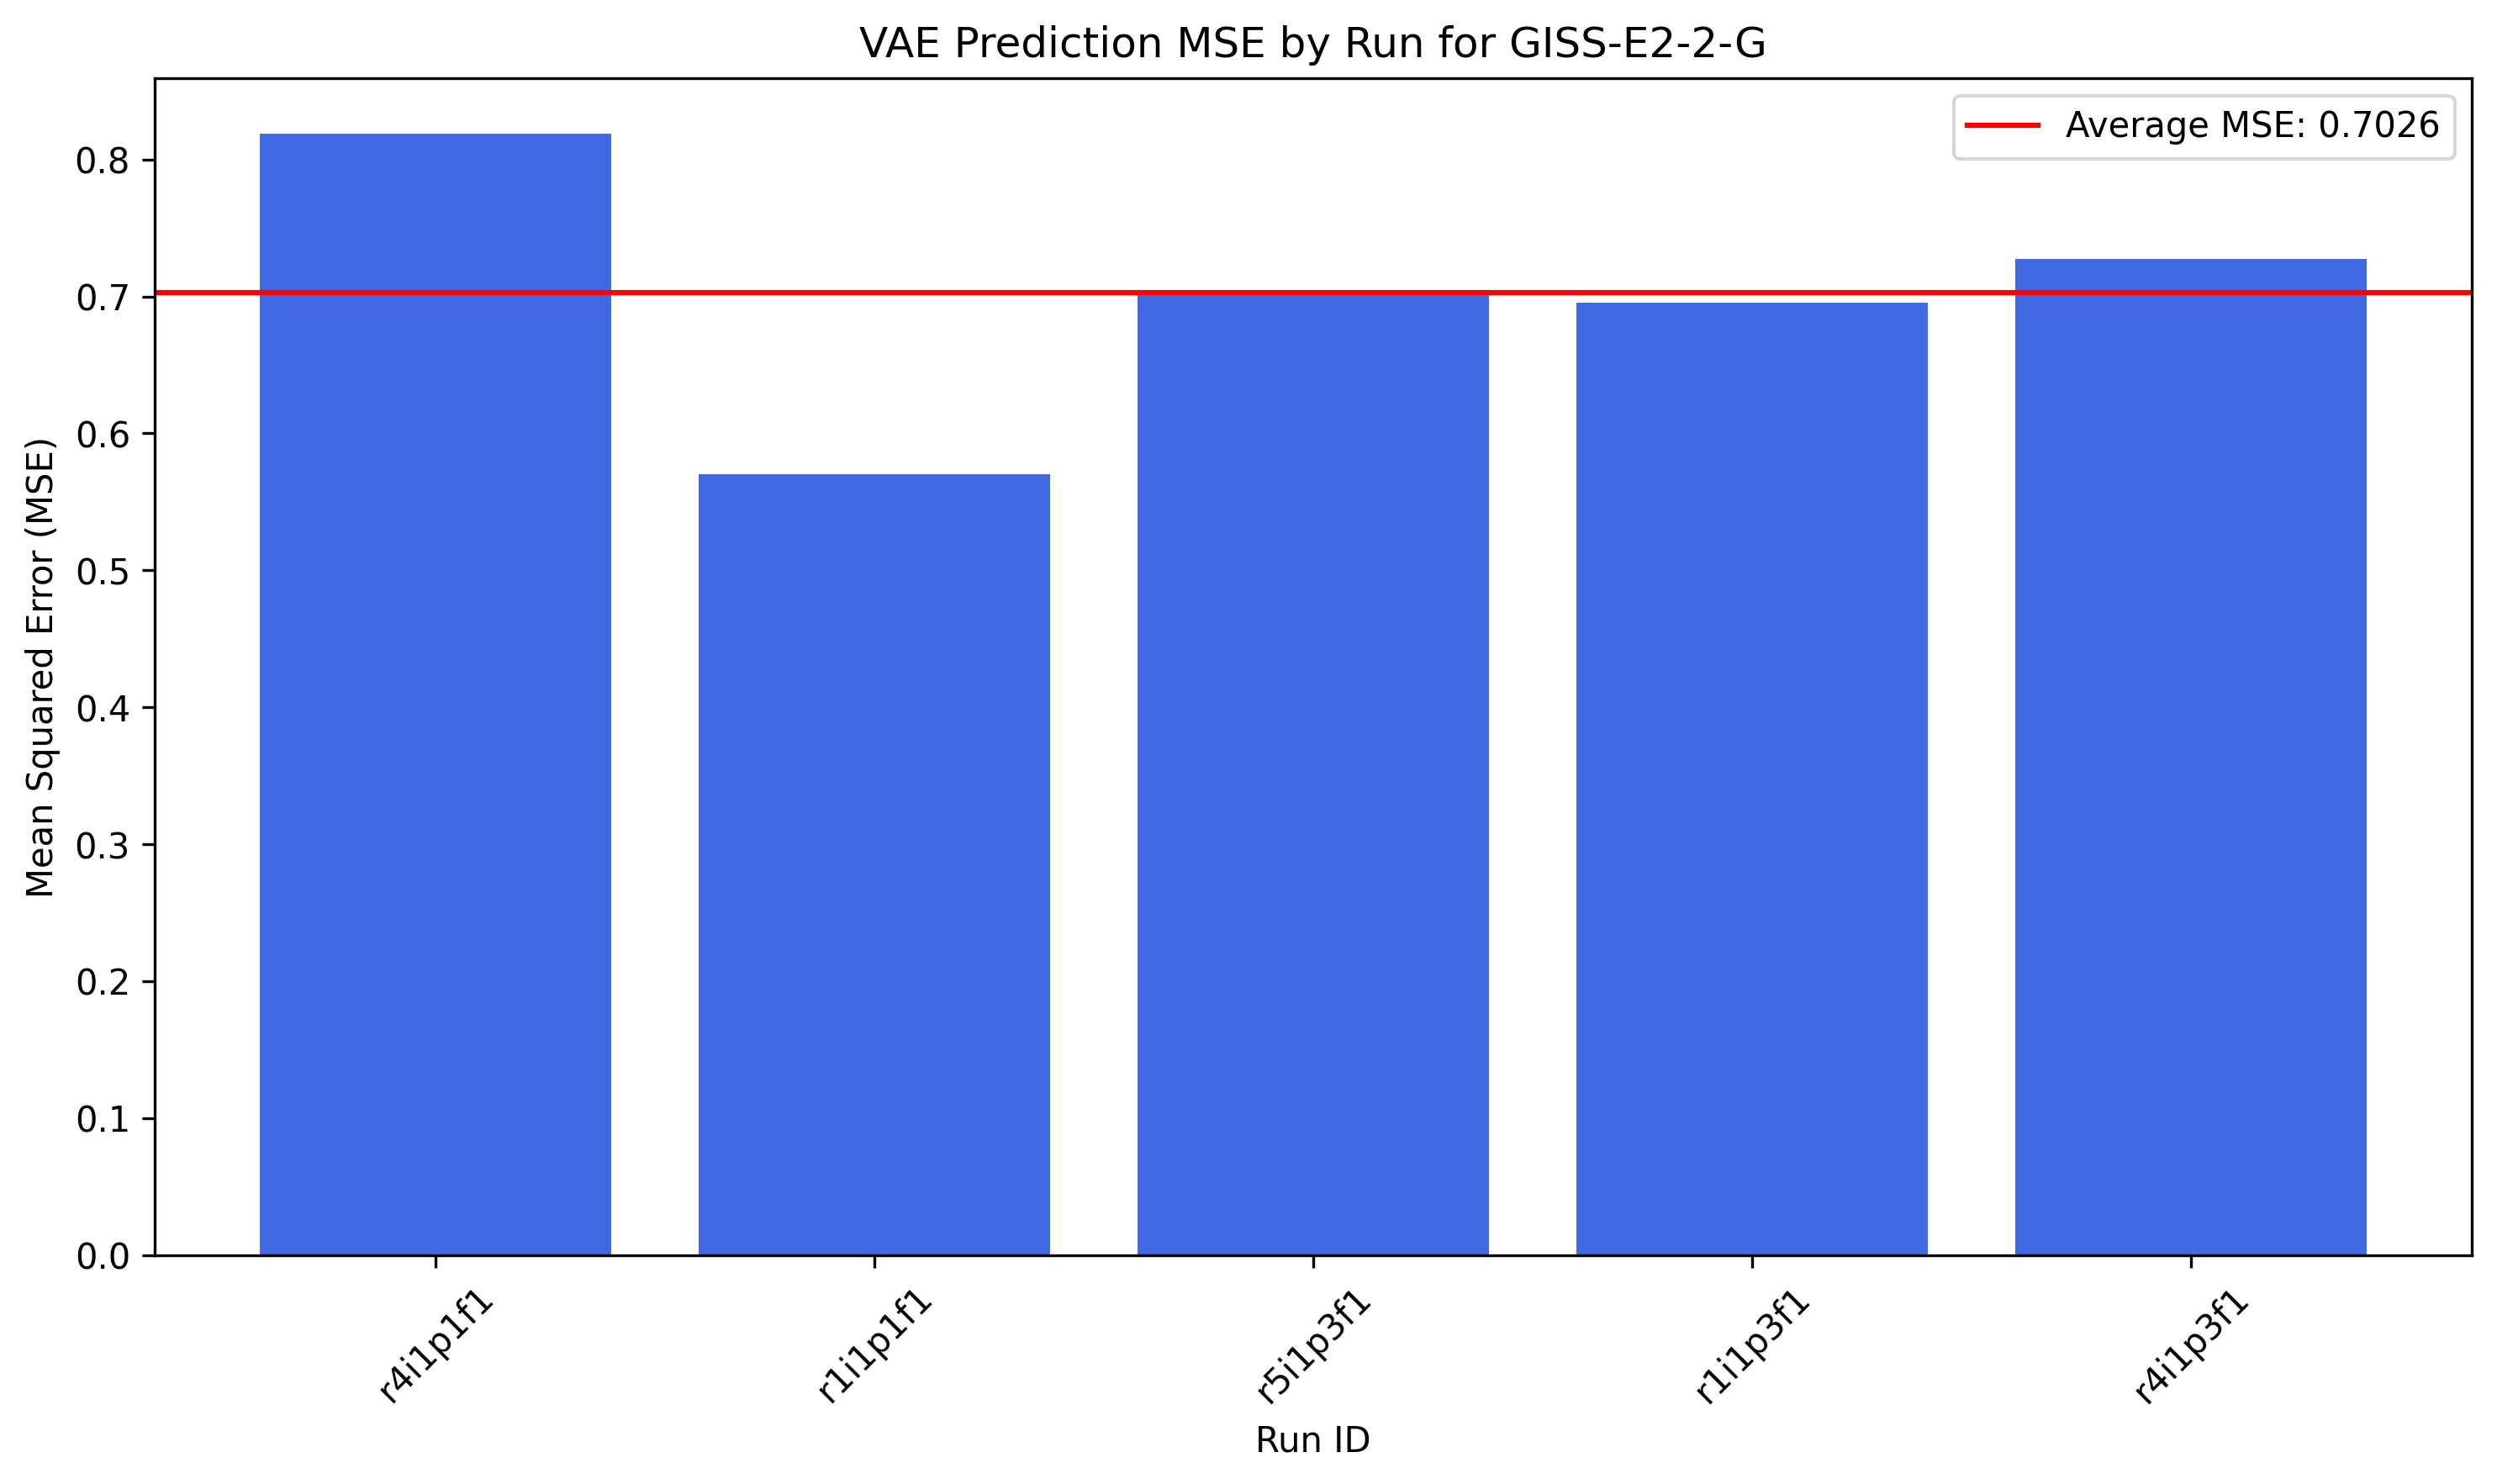 VAE Prediction MSE by Run for GISS-E2-2-G
Average MSE: 0.7026
Mean Squared Error (MSE)
0.8
0.7
0.6
0.5
0.4
0.3
0.2
0.1
0.0
r4i1p1f1
r1i1p1f1
r5i1p3f1
r1i1p3f1
r4i1p3f1
Run ID